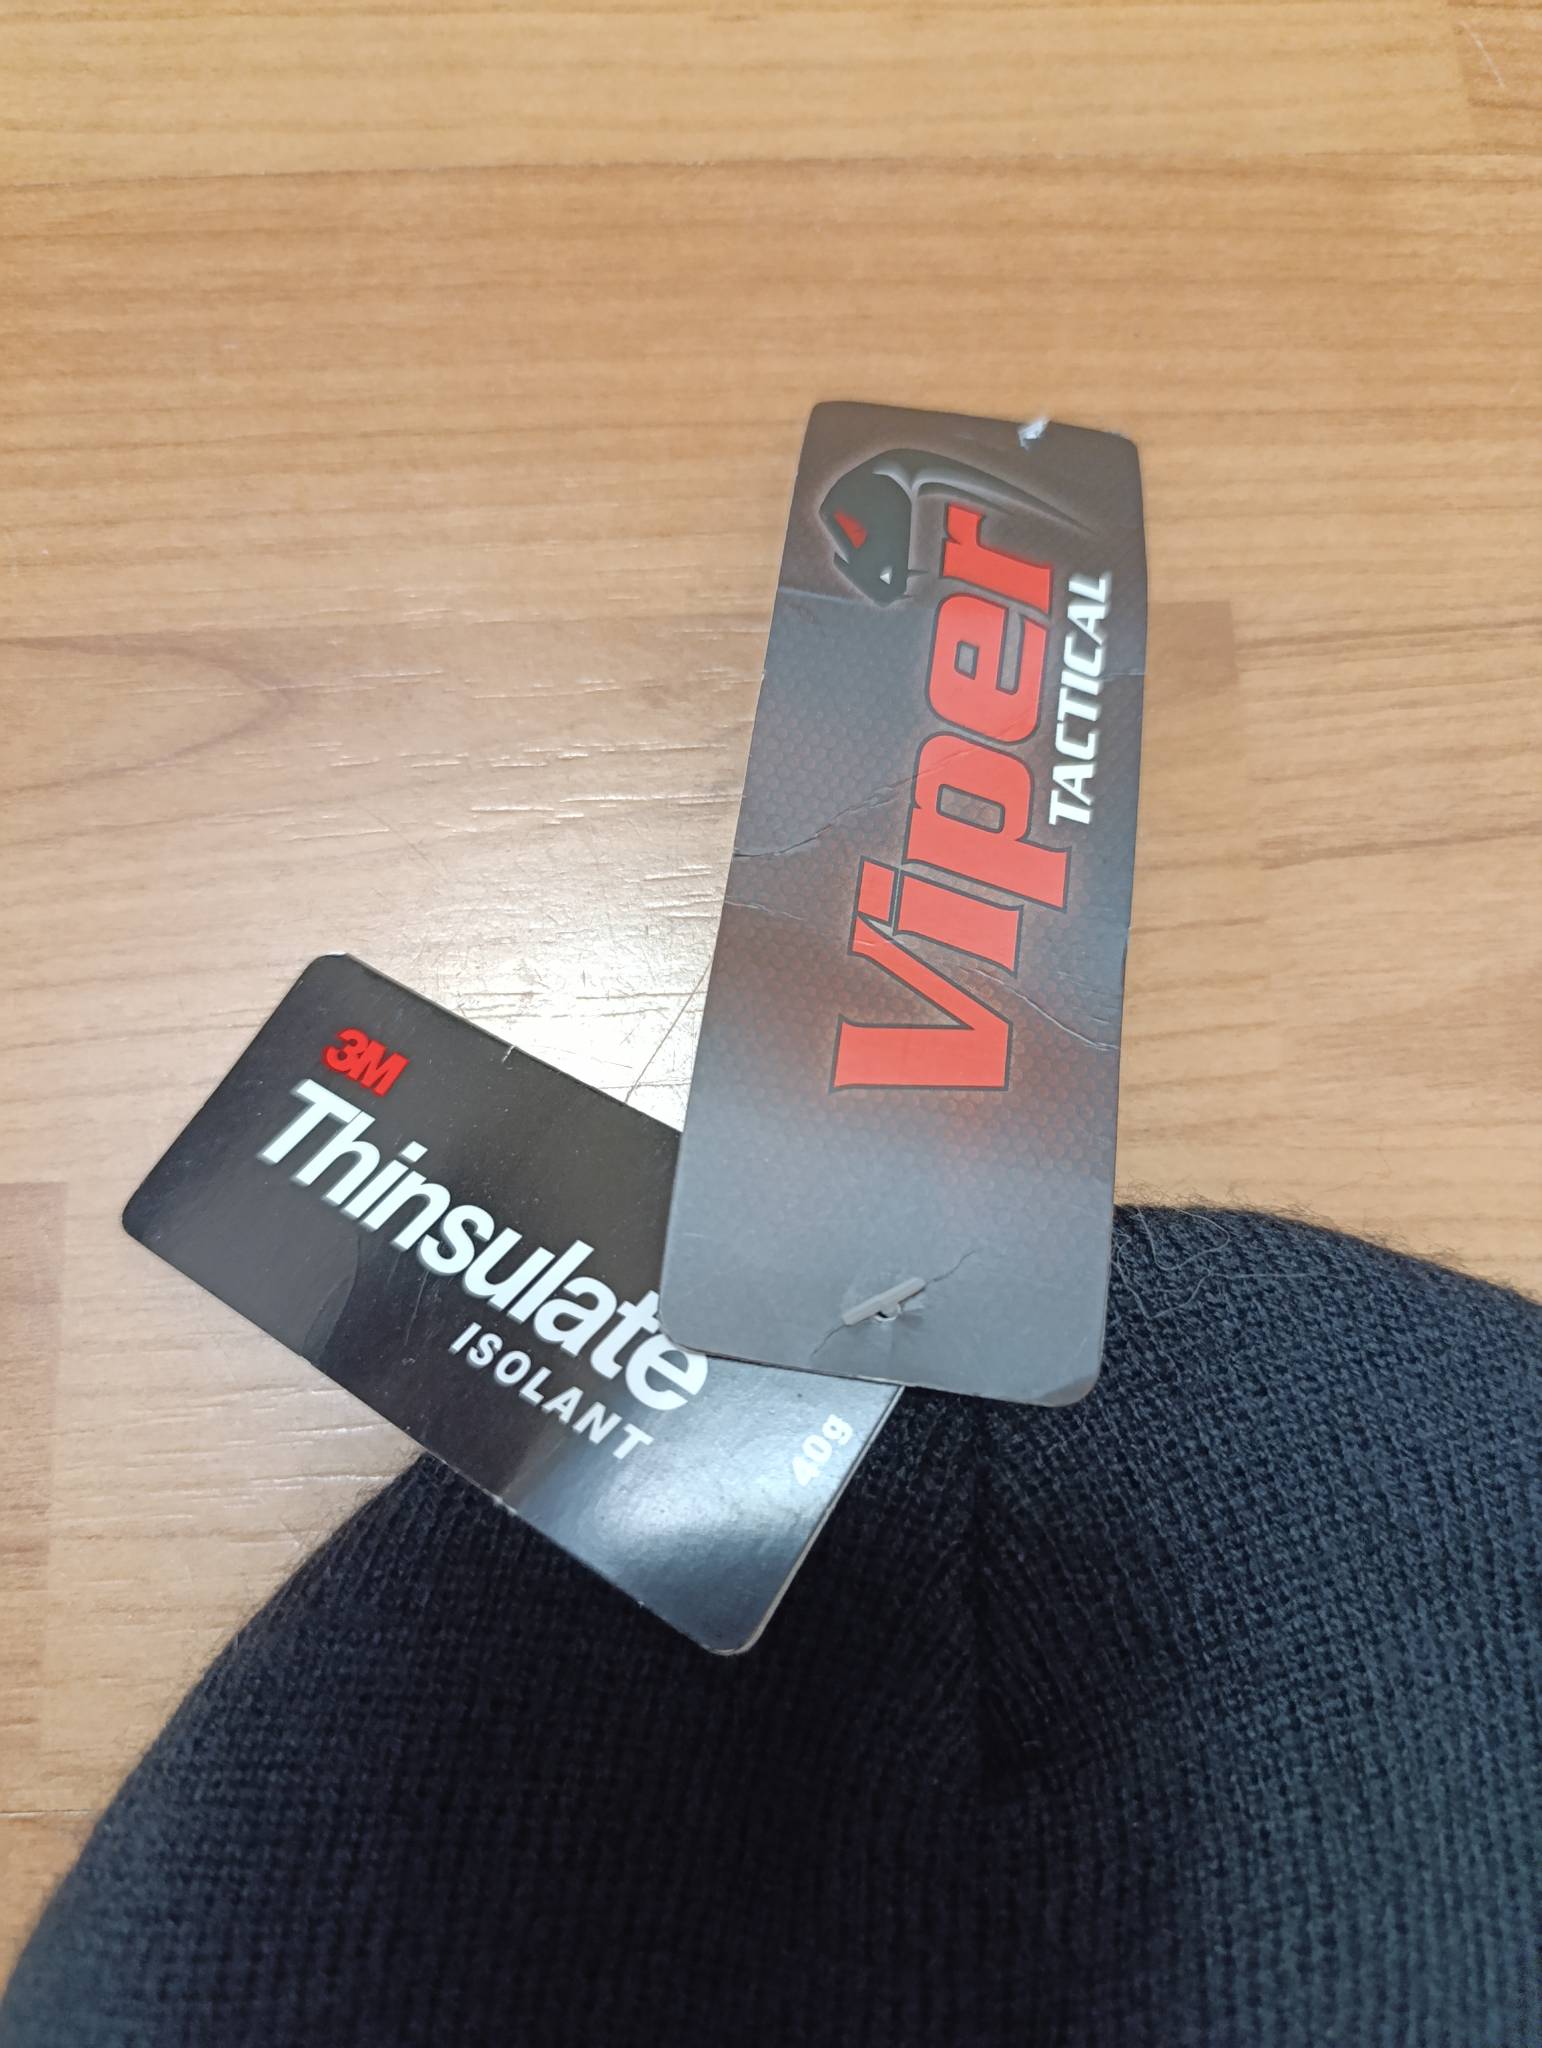 Viper
TACTICAL
3M
Thinsulate
ISOLANT
40g